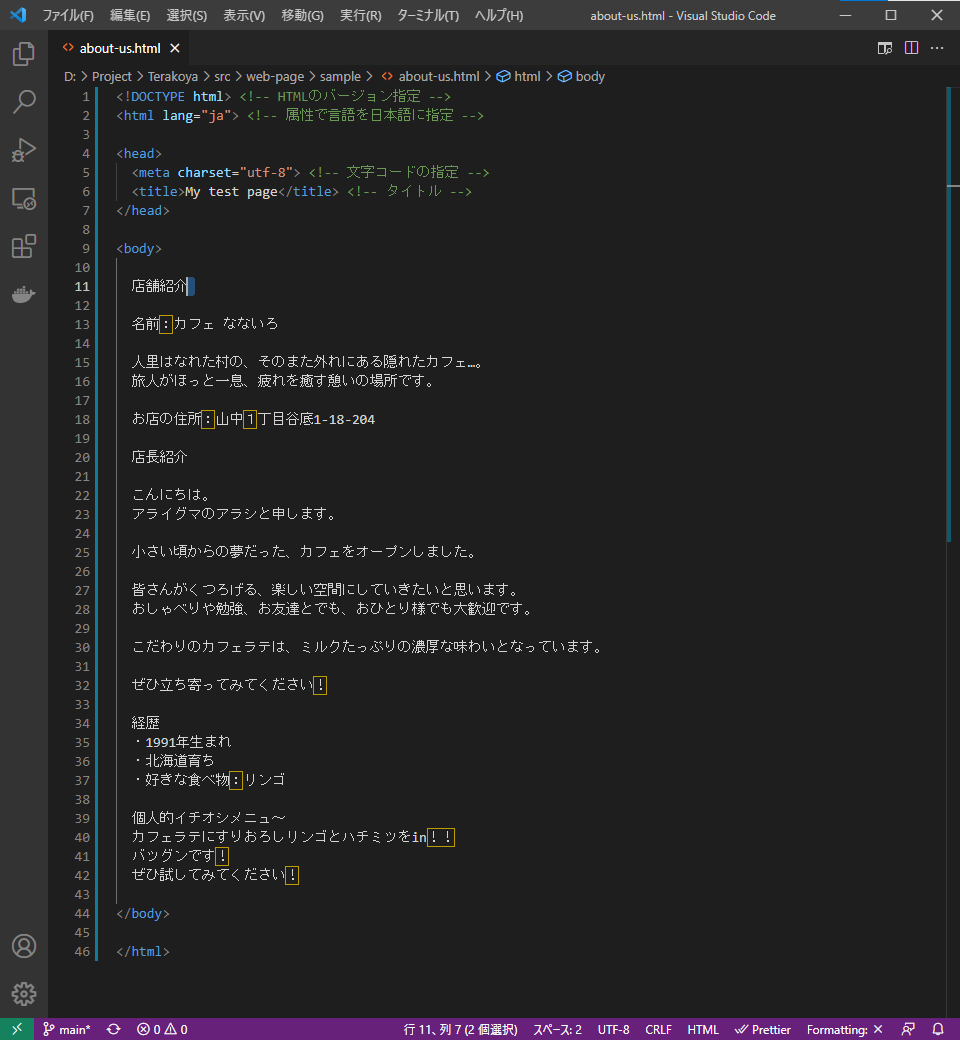 ファイル(F) 編集(E) 選択(S) 表示(V) 移動(G) 実行(R) ターミナル(T) ヘルプ(H) about-us.html - Visual Studio Code
about-us.html
D: > Project > Terakoya > src > web-page > sample > about-us.html > html > body
1 <!DOCTYPE html> <!-- HTMLのバージョン指定 -->
2 <html lang="ja"> <!-- 属性で言語を日本語に指定 -->
3
4 <head>
5 <meta charset="utf-8"> <!-- 文字コードの指定 -->
6 <title>My test page</title> <!-- タイトル -->
7 </head>
8
9 <body>
10
11 店舗紹介
12
13 名前：カフェ なないろ
14
15 人里はなれた村の、そのまた外れにある隠れたカフェ…。
16 旅人がほっと一息、疲れを癒す憩いの場所です。
17
18 お店の住所：山中１丁目谷底1-18-204
19
20 店長紹介
21
22 こんにちは。
23 アライグマのアラシと申します。
24
25 小さい頃からの夢だった、カフェをオープンしました。
26
27 皆さんがくつろげる、楽しい空間にしていきたいと思います。
28 おしゃべりや勉強、お友達とでも、おひとり様でも大歓迎です。
29
30 こだわりのカフェラテは、ミルクたっぷりの濃厚な味わいとなっています。
31
32 ぜひ立ち寄ってみてください！
33
34 経歴
35 ・1991年生まれ
36 ・北海道育ち
37 ・好きな食べ物：リンゴ
38
39 個人的イチオシメニュ～
40 カフェラテにすりおろしリンゴとハチミツをin！！
41 バツグンです！
42 ぜひ試してみてください！
43
44 </body>
45
46 </html>
main* 0 0 行 11、列 7 (2 個選択) スペース: 2 UTF-8 CRLF HTML Prettier Formatting: ×